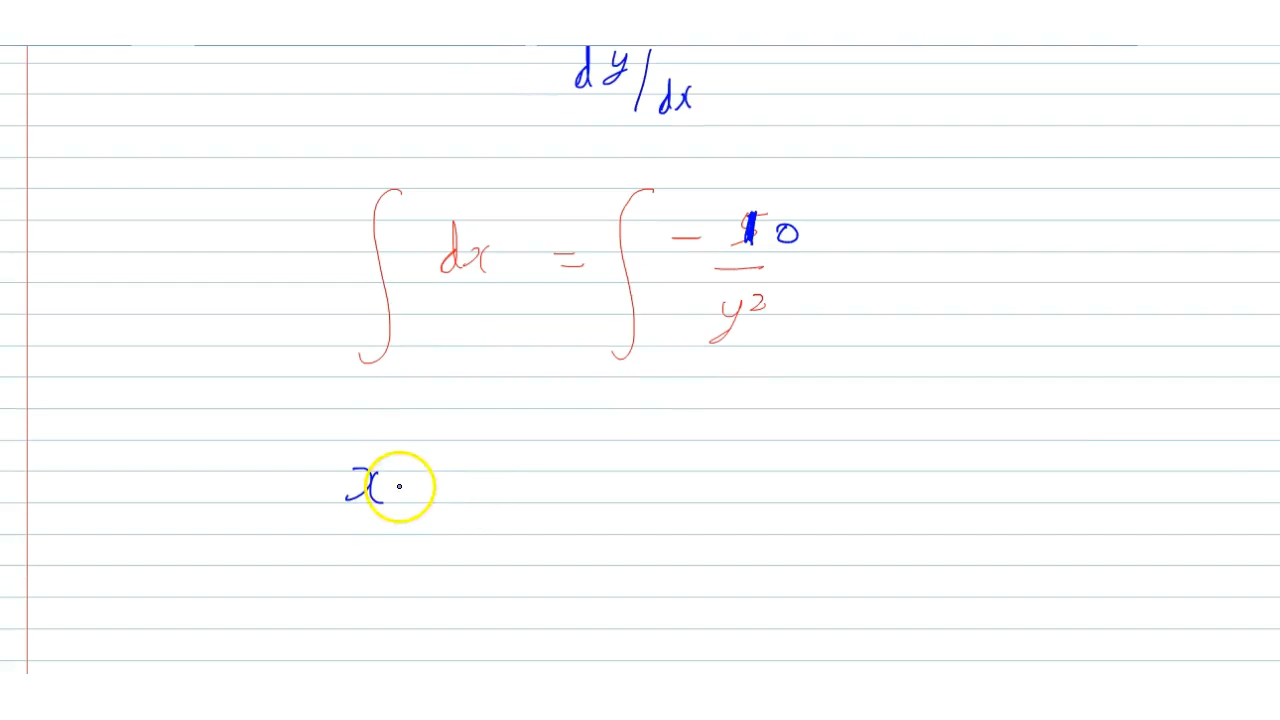 dy/dx
∫ dx = ∫ - 10/y²
x